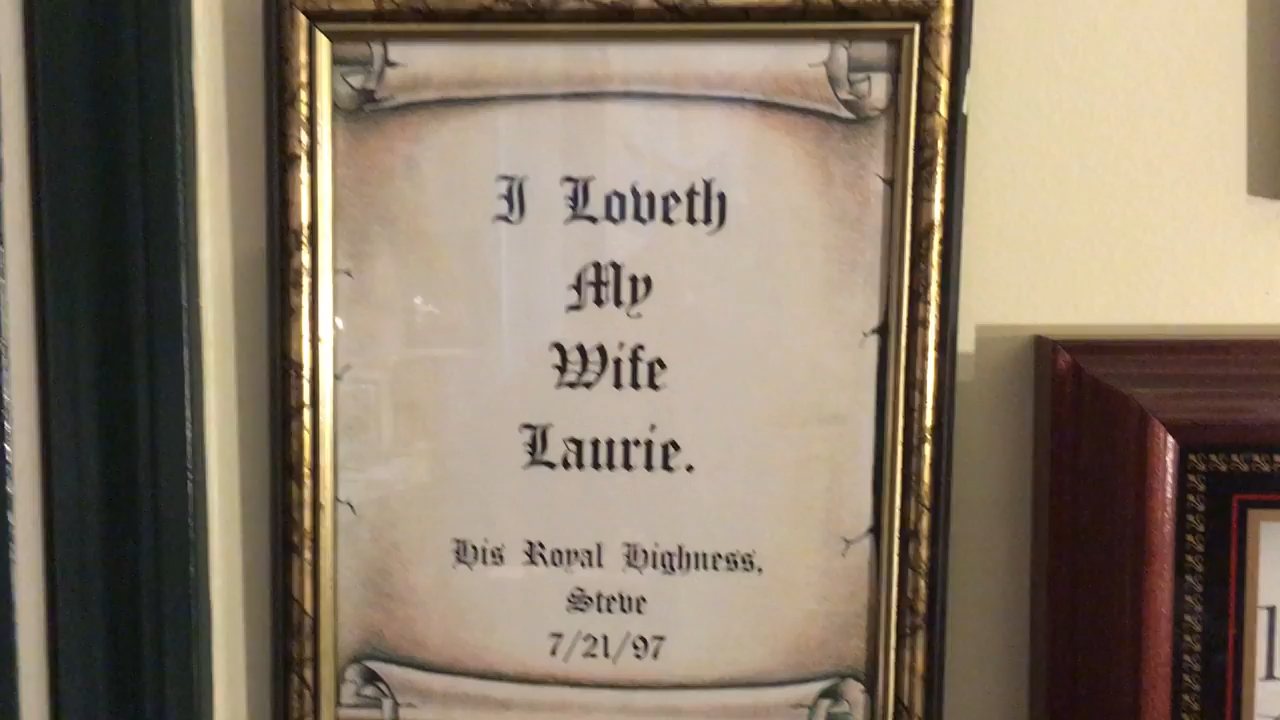 I Loveth
My
Wife
Laurie.
His Royal Highness,
Steve
7/21/97